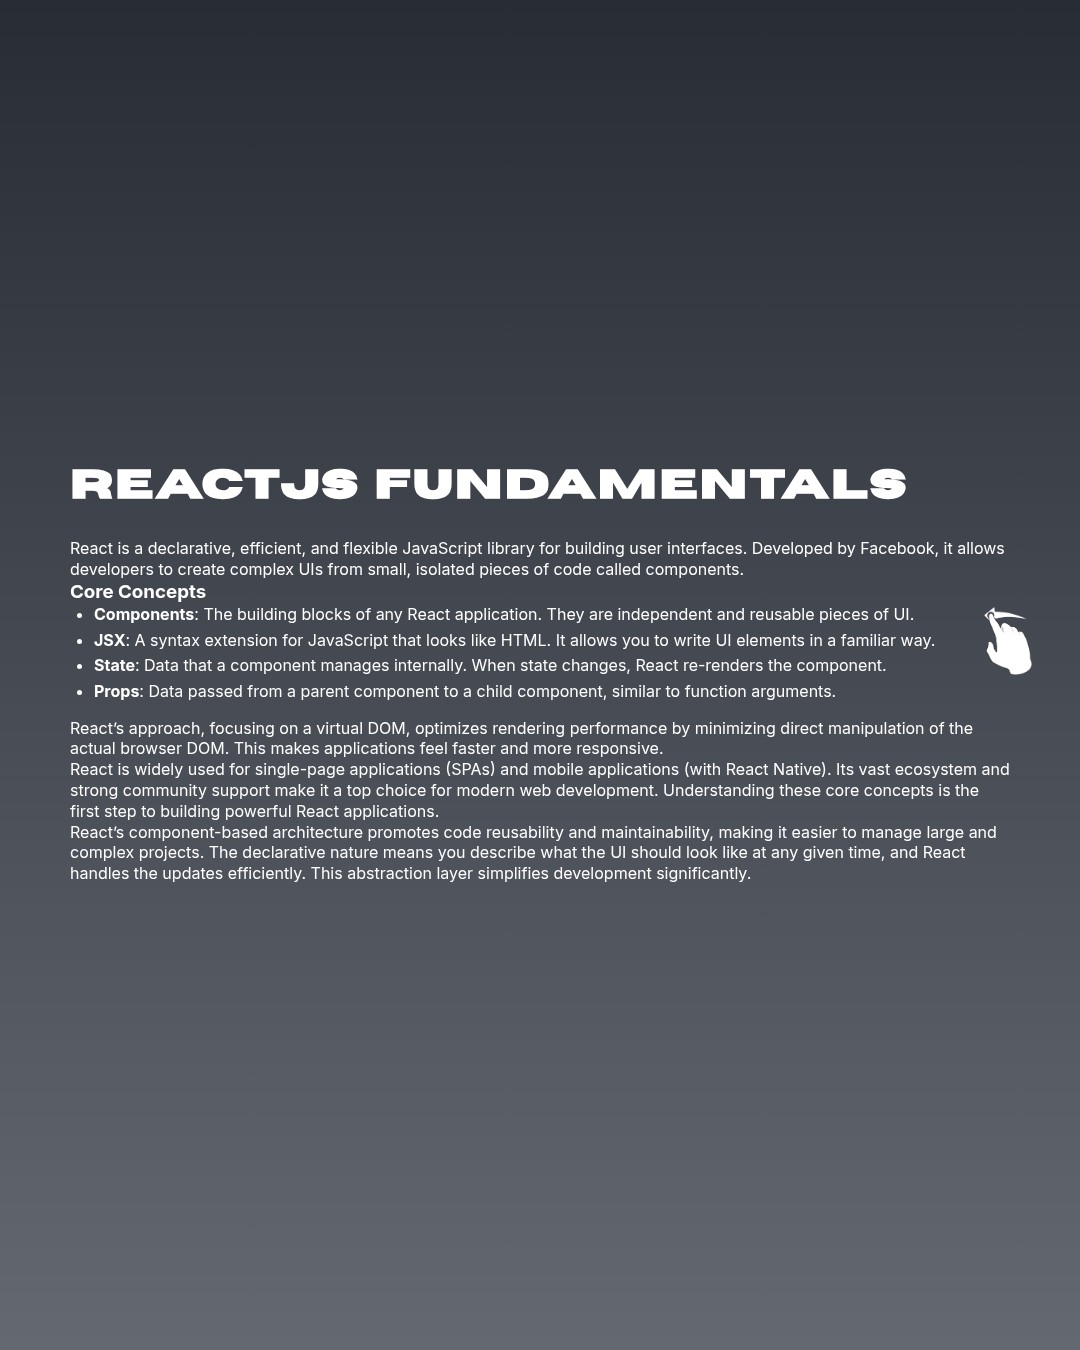 REACTJS FUNDAMENTALS
React is a declarative, efficient, and flexible JavaScript library for building user interfaces. Developed by Facebook, it allows
developers to create complex UIs from small, isolated pieces of code called components.
Core Concepts
• Components: The building blocks of any React application. They are independent and reusable pieces of UI.
• JSX: A syntax extension for JavaScript that looks like HTML. It allows you to write UI elements in a familiar way.
• State: Data that a component manages internally. When state changes, React re-renders the component.
• Props: Data passed from a parent component to a child component, similar to function arguments.
React’s approach, focusing on a virtual DOM, optimizes rendering performance by minimizing direct manipulation of the
actual browser DOM. This makes applications feel faster and more responsive.
React is widely used for single-page applications (SPAs) and mobile applications (with React Native). Its vast ecosystem and
strong community support make it a top choice for modern web development. Understanding these core concepts is the
first step to building powerful React applications.
React’s component-based architecture promotes code reusability and maintainability, making it easier to manage large and
complex projects. The declarative nature means you describe what the UI should look like at any given time, and React
handles the updates efficiently. This abstraction layer simplifies development significantly.